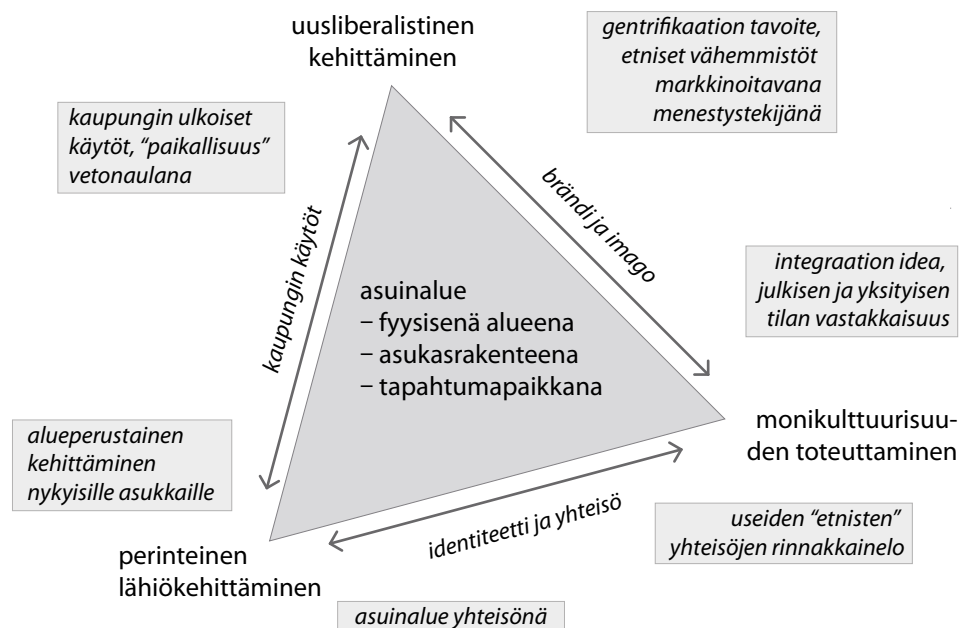 uusliberalistinen
kehittäminen
gentrifikaation tavoite,
etniset vähemmistöt
markkinoitavana
menestystekijänä
kaupungin ulkoiset
käytöt, ”paikallisuus”
vetonaulana
kaupungin käytöt
brändi ja imago
integraation idea,
julkisen ja yksityisen
tilan vastakkaisuus
asuinalue
– fyysisenä alueena
– asukasrakenteena
– tapahtumapaikkana
alueperustainen
kehittäminen
nykyisille asukkaille
monikulttuurisuu-
den toteuttaminen
identiteetti ja yhteisö
useiden ”etnisten”
yhteisöjen rinnakkainelo
perinteinen
lähiökehittäminen
asuinalue yhteisönä